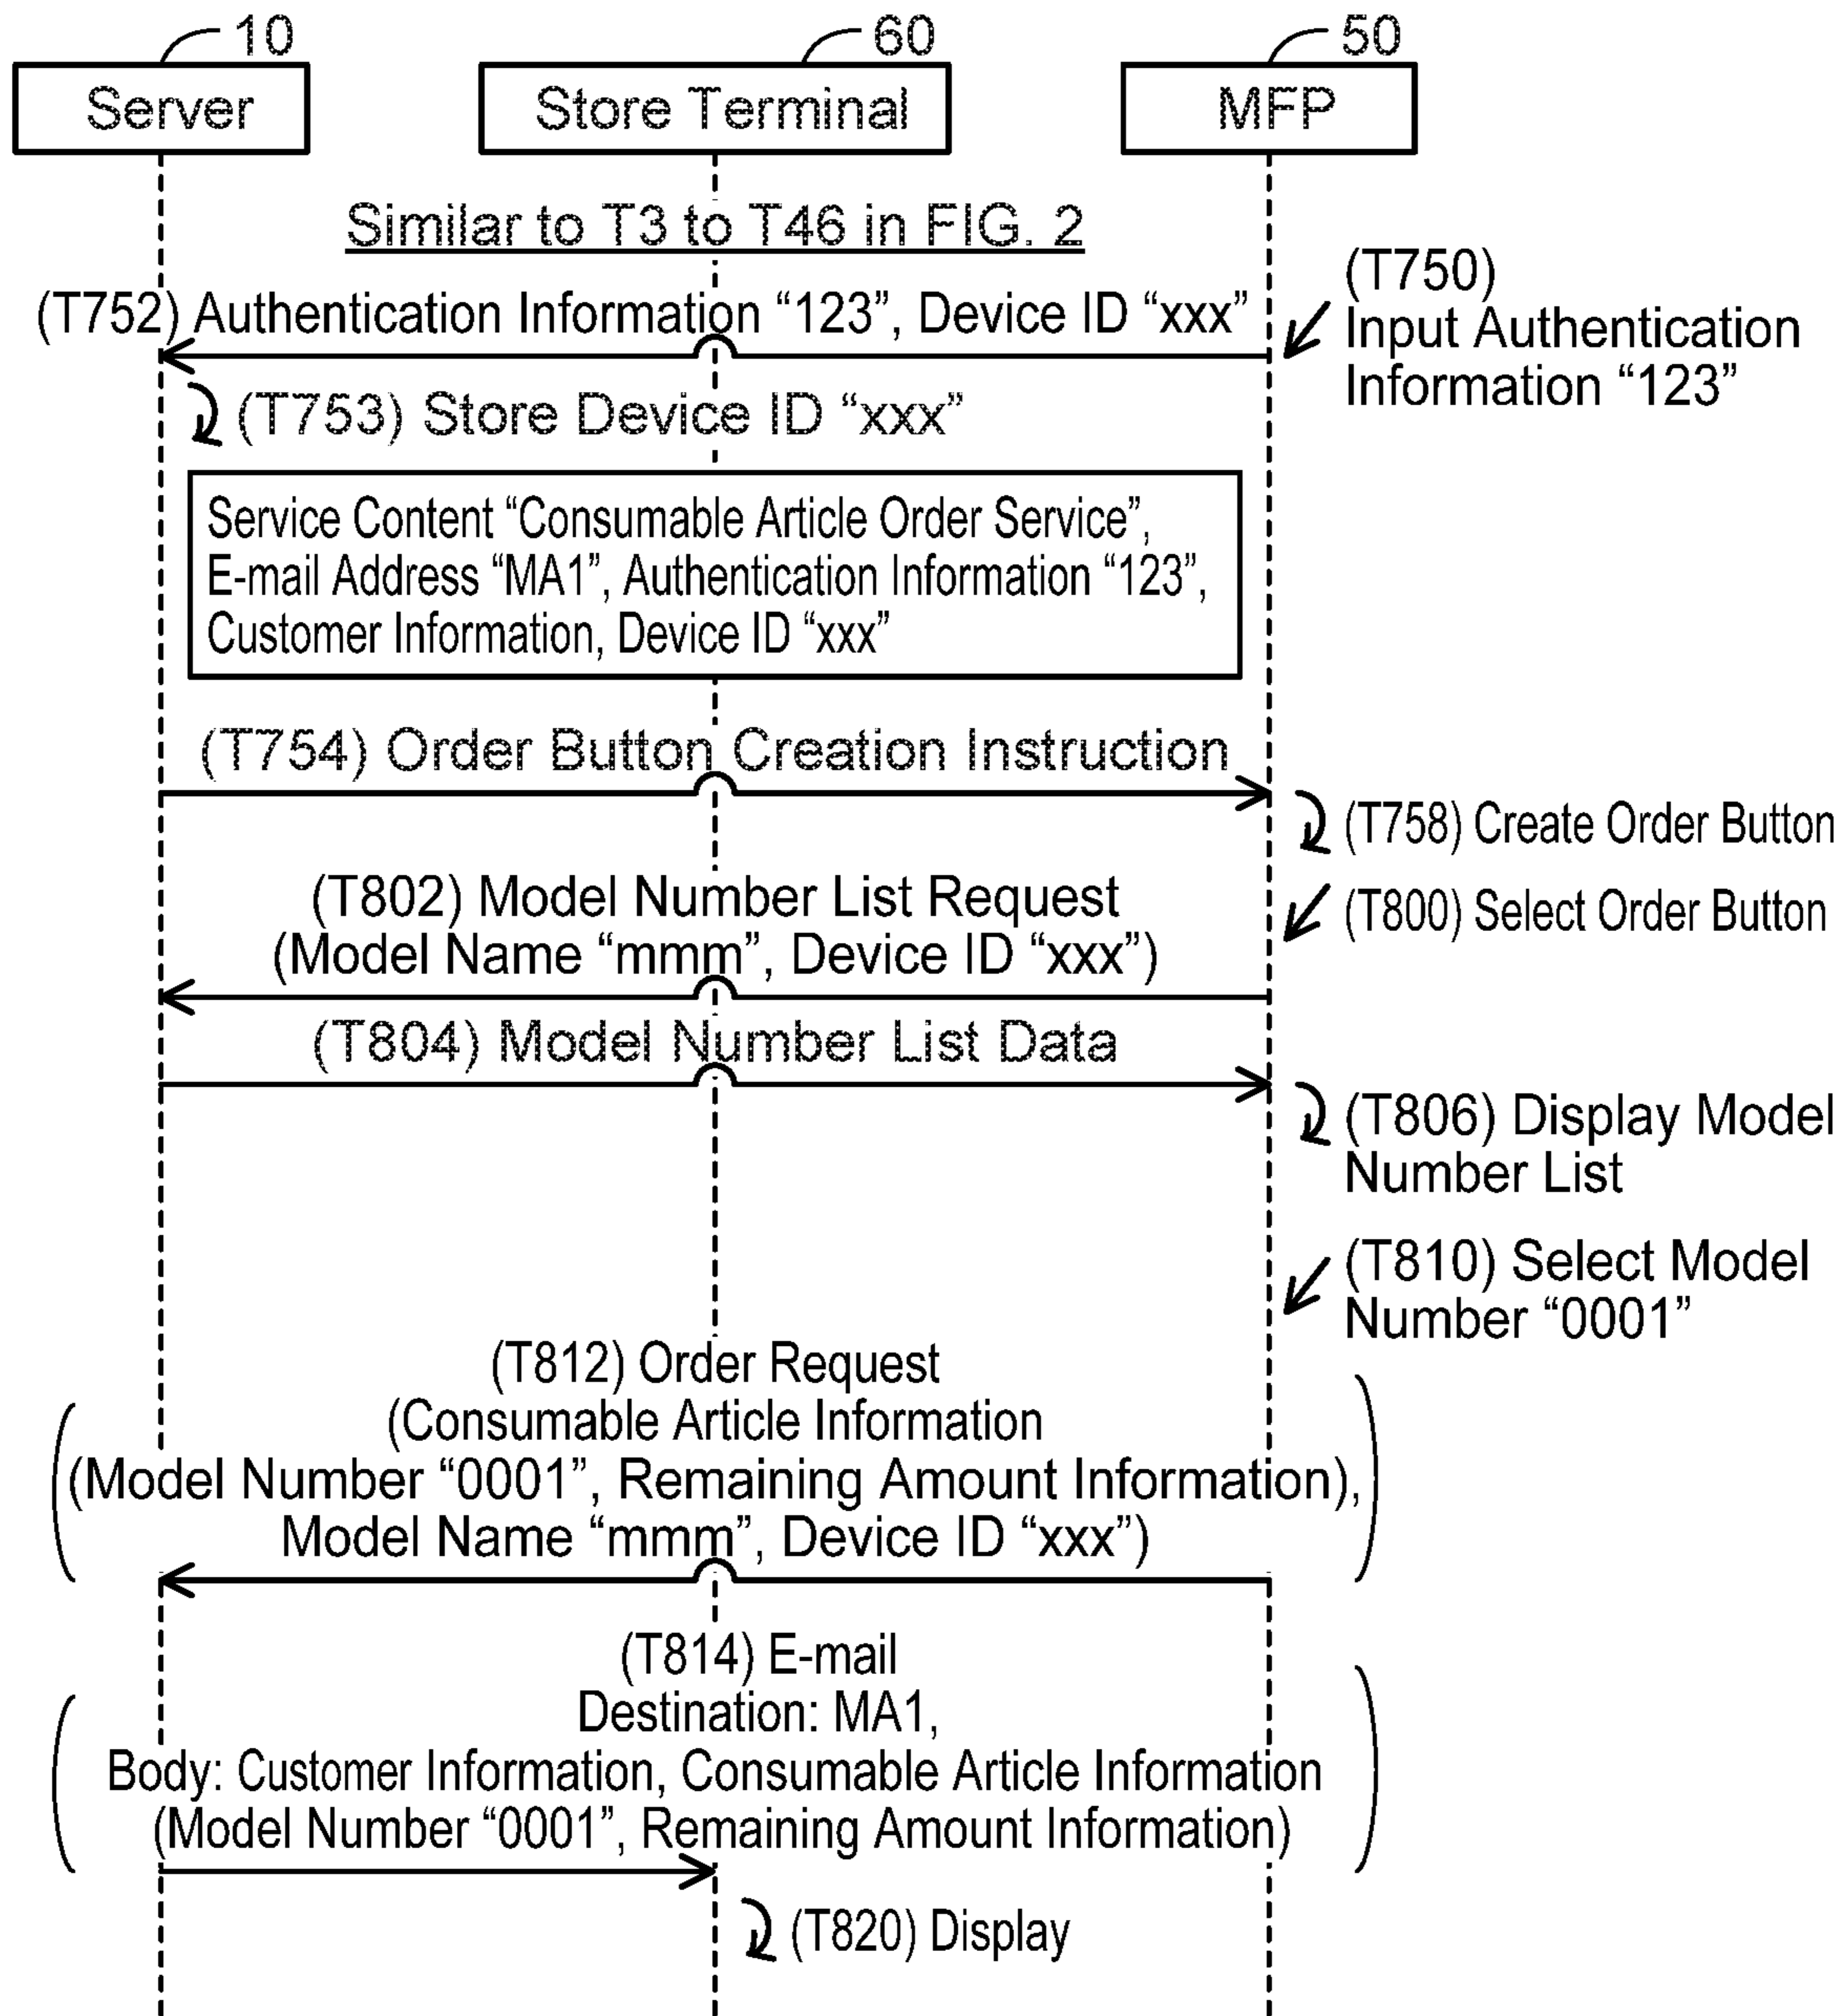 10
60
50
Server
Store Terminal
MFP
Similar to T3 to T46 in FIG. 2
(T750)
Input Authentication
Information “123”
(T752) Authentication Information “123”, Device ID “xxx”
(T753) Store Device ID “xxx”
Service Content “Consumable Article Order Service”,
E-mail Address “MA1”, Authentication Information “123”,
Customer Information, Device ID “xxx”
(T754) Order Button Creation Instruction
(T758) Create Order Button
(T800) Select Order Button
(T802) Model Number List Request
(Model Name “mmm”, Device ID “xxx”)
(T804) Model Number List Data
(T806) Display Model
Number List
(T810) Select Model
Number “0001”
(T812) Order Request
(Consumable Article Information
(Model Number “0001”, Remaining Amount Information),
Model Name “mmm”, Device ID “xxx”)
(T814) E-mail
Destination: MA1,
Body: Customer Information, Consumable Article Information
(Model Number “0001”, Remaining Amount Information)
(T820) Display